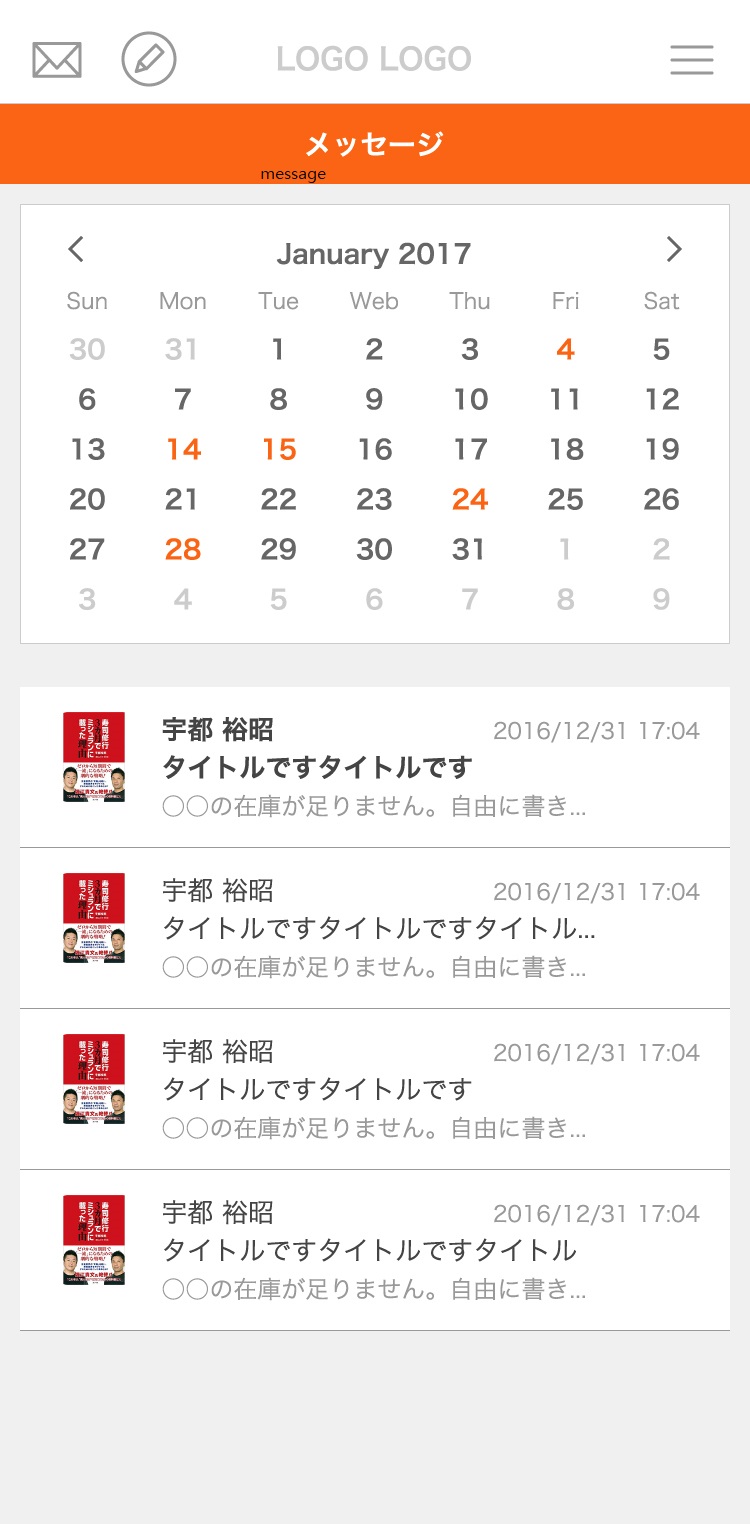 LOGO LOGO
メッセージ
message
January 2017
Sun Mon Tue Web Thu Fri Sat
30 31 1 2 3 4 5
6 7 8 9 10 11 12
13 14 15 16 17 18 19
20 21 22 23 24 25 26
27 28 29 30 31 1 2
3 4 5 6 7 8 9
宇都 裕昭 2016/12/31 17:04
タイトルですタイトルです
〇〇の在庫が足りません。自由に書き...
宇都 裕昭 2016/12/31 17:04
タイトルですタイトルですタイトル...
〇〇の在庫が足りません。自由に書き...
宇都 裕昭 2016/12/31 17:04
タイトルですタイトルです
〇〇の在庫が足りません。自由に書き...
宇都 裕昭 2016/12/31 17:04
タイトルですタイトルですタイトル
〇〇の在庫が足りません。自由に書き...